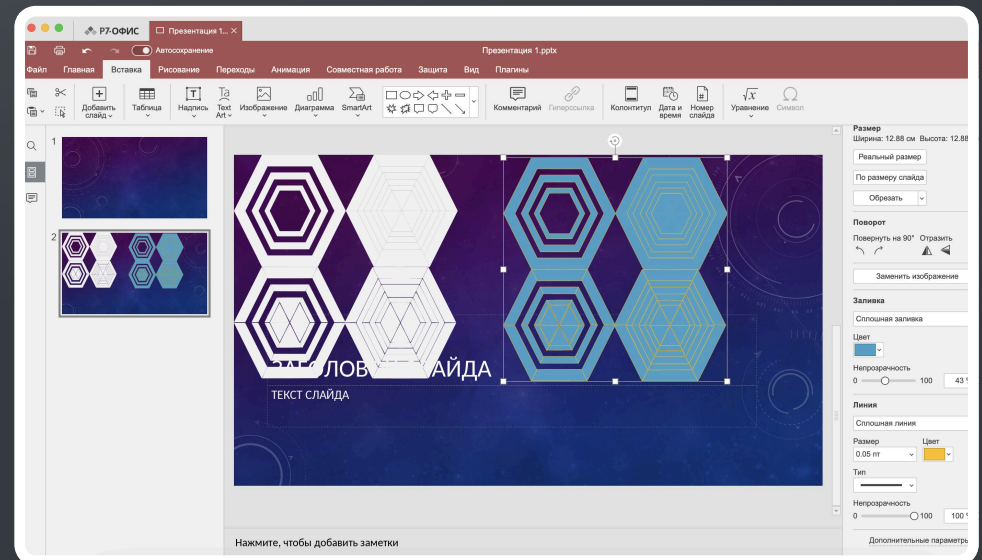 Р7-ОФИС
Презентация 1...
Автосохранение
Презентация 1.pptx
Файл Главная Вставка Рисование Переходы Анимация Совместная работа Защита Вид Плагины
Добавить слайд
Таблица
Надпись
Text Art
Изображение
Диаграмма
SmartArt
Комментарий
Гиперссылка
Колонтитул
Дата и время
Номер слайда
Уравнение
Символ
1
2
ТЕКСТ СЛАЙДА
Нажмите, чтобы добавить заметки
Размер
Ширина: 12.88 см Высота: 12.88
Реальный размер
По размеру слайда
Обрезать
Поворот
Повернуть на 90° Отразить
Заменить изображение
Заливка
Сплошная заливка
Цвет
Непрозрачность
0 100 43 %
Линия
Сплошная линия
Размер Цвет
0.05 пт
Тип
Непрозрачность
0 100 100 %
Дополнительные параметры